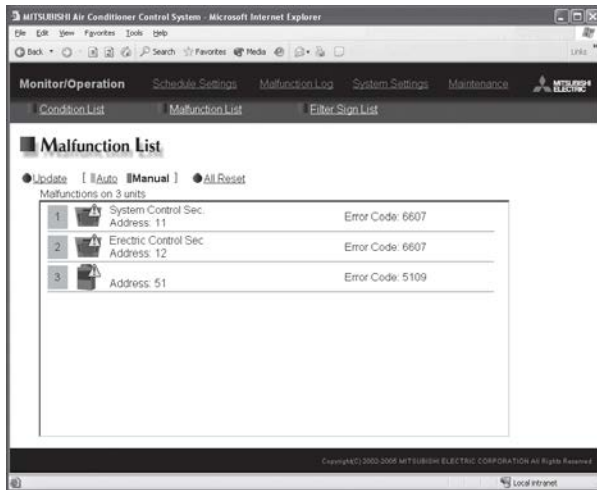 MITSUBISHI Air Conditioner Control System - Microsoft Internet Explorer
File Edit View Favorites Tools Help
Back Search Favorites Media Links
Monitor/Operation Schedule Settings Malfunction Log System Settings Maintenance MITSUBISHI ELECTRIC
Condition List Malfunction List Filter Sign List
Malfunction List
Update [ Auto Manual ] All Reset
Malfunctions on 3 units
1 System Control Sec.
Address: 11 Error Code: 6607
2 Erectric Control Sec
Address: 12 Error Code: 6607
3 Address: 51 Error Code: 5109
Copyright(C) 2002-2005 MITSUBISHI ELECTRIC CORPORATION All Rights Reserved
Local intranet